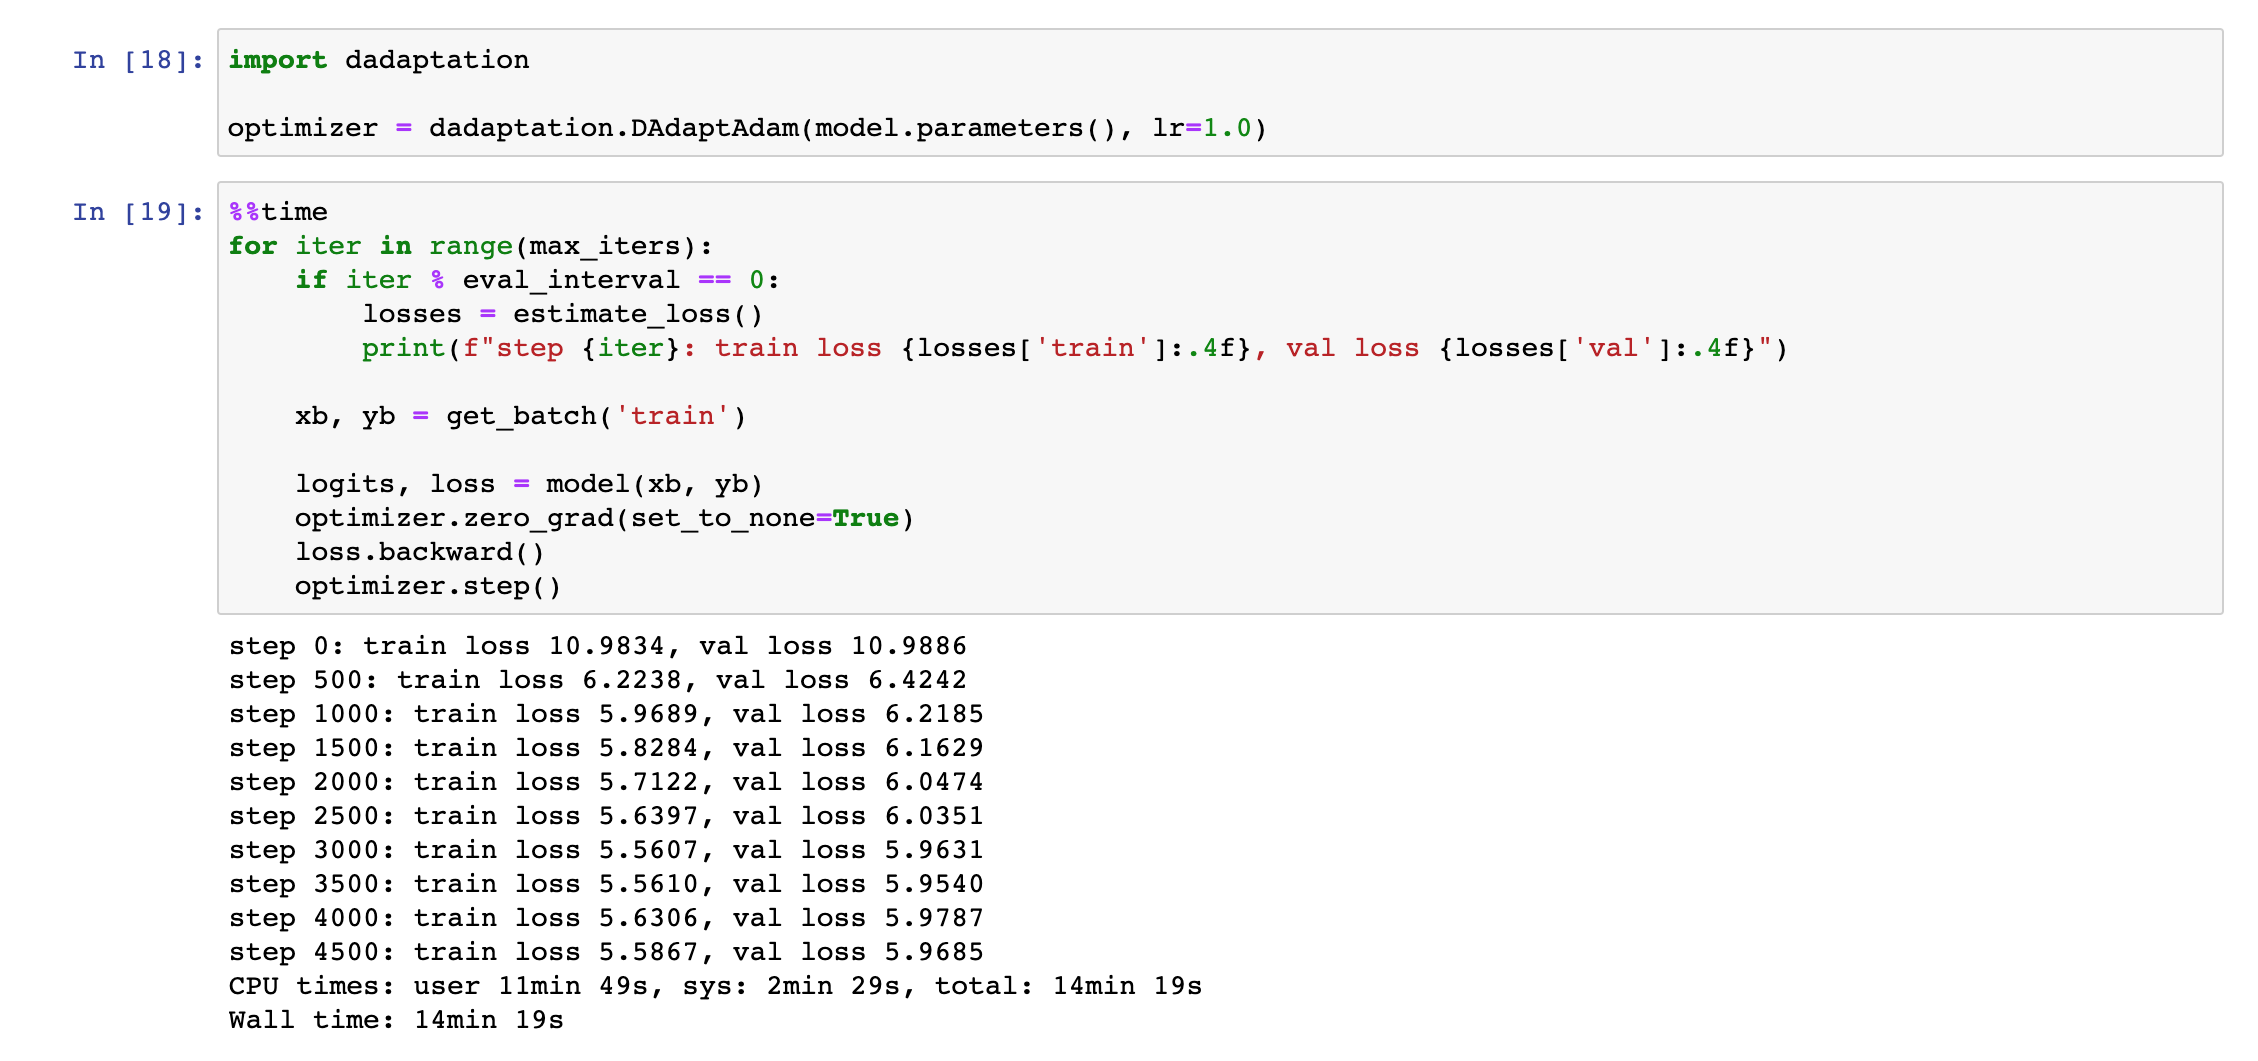 In [18]: import dadaptation
optimizer = dadaptation.DAdaptAdam(model.parameters(), lr=1.0)
In [19]: %%time
for iter in range(max_iters):
    if iter % eval_interval == 0:
        losses = estimate_loss()
        print(f"step {iter}: train loss {losses['train']:.4f}, val loss {losses['val']:.4f}")
    xb, yb = get_batch('train')
    logits, loss = model(xb, yb)
    optimizer.zero_grad(set_to_none=True)
    loss.backward()
    optimizer.step()
step 0: train loss 10.9834, val loss 10.9886
step 500: train loss 6.2238, val loss 6.4242
step 1000: train loss 5.9689, val loss 6.2185
step 1500: train loss 5.8284, val loss 6.1629
step 2000: train loss 5.7122, val loss 6.0474
step 2500: train loss 5.6397, val loss 6.0351
step 3000: train loss 5.5607, val loss 5.9631
step 3500: train loss 5.5610, val loss 5.9540
step 4000: train loss 5.6306, val loss 5.9787
step 4500: train loss 5.5867, val loss 5.9685
CPU times: user 11min 49s, sys: 2min 29s, total: 14min 19s
Wall time: 14min 19s